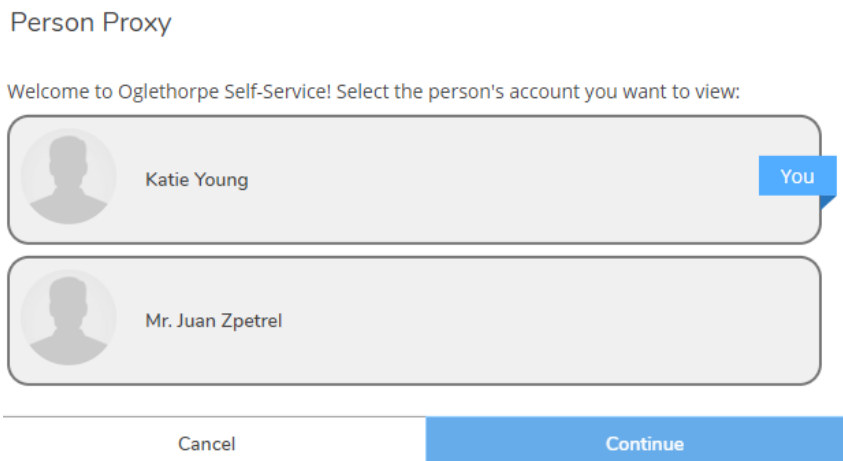 Person Proxy
Welcome to Oglethorpe Self-Service! Select the person's account you want to view:
Katie Young
You
Mr. Juan Zpetrel
Cancel
Continue